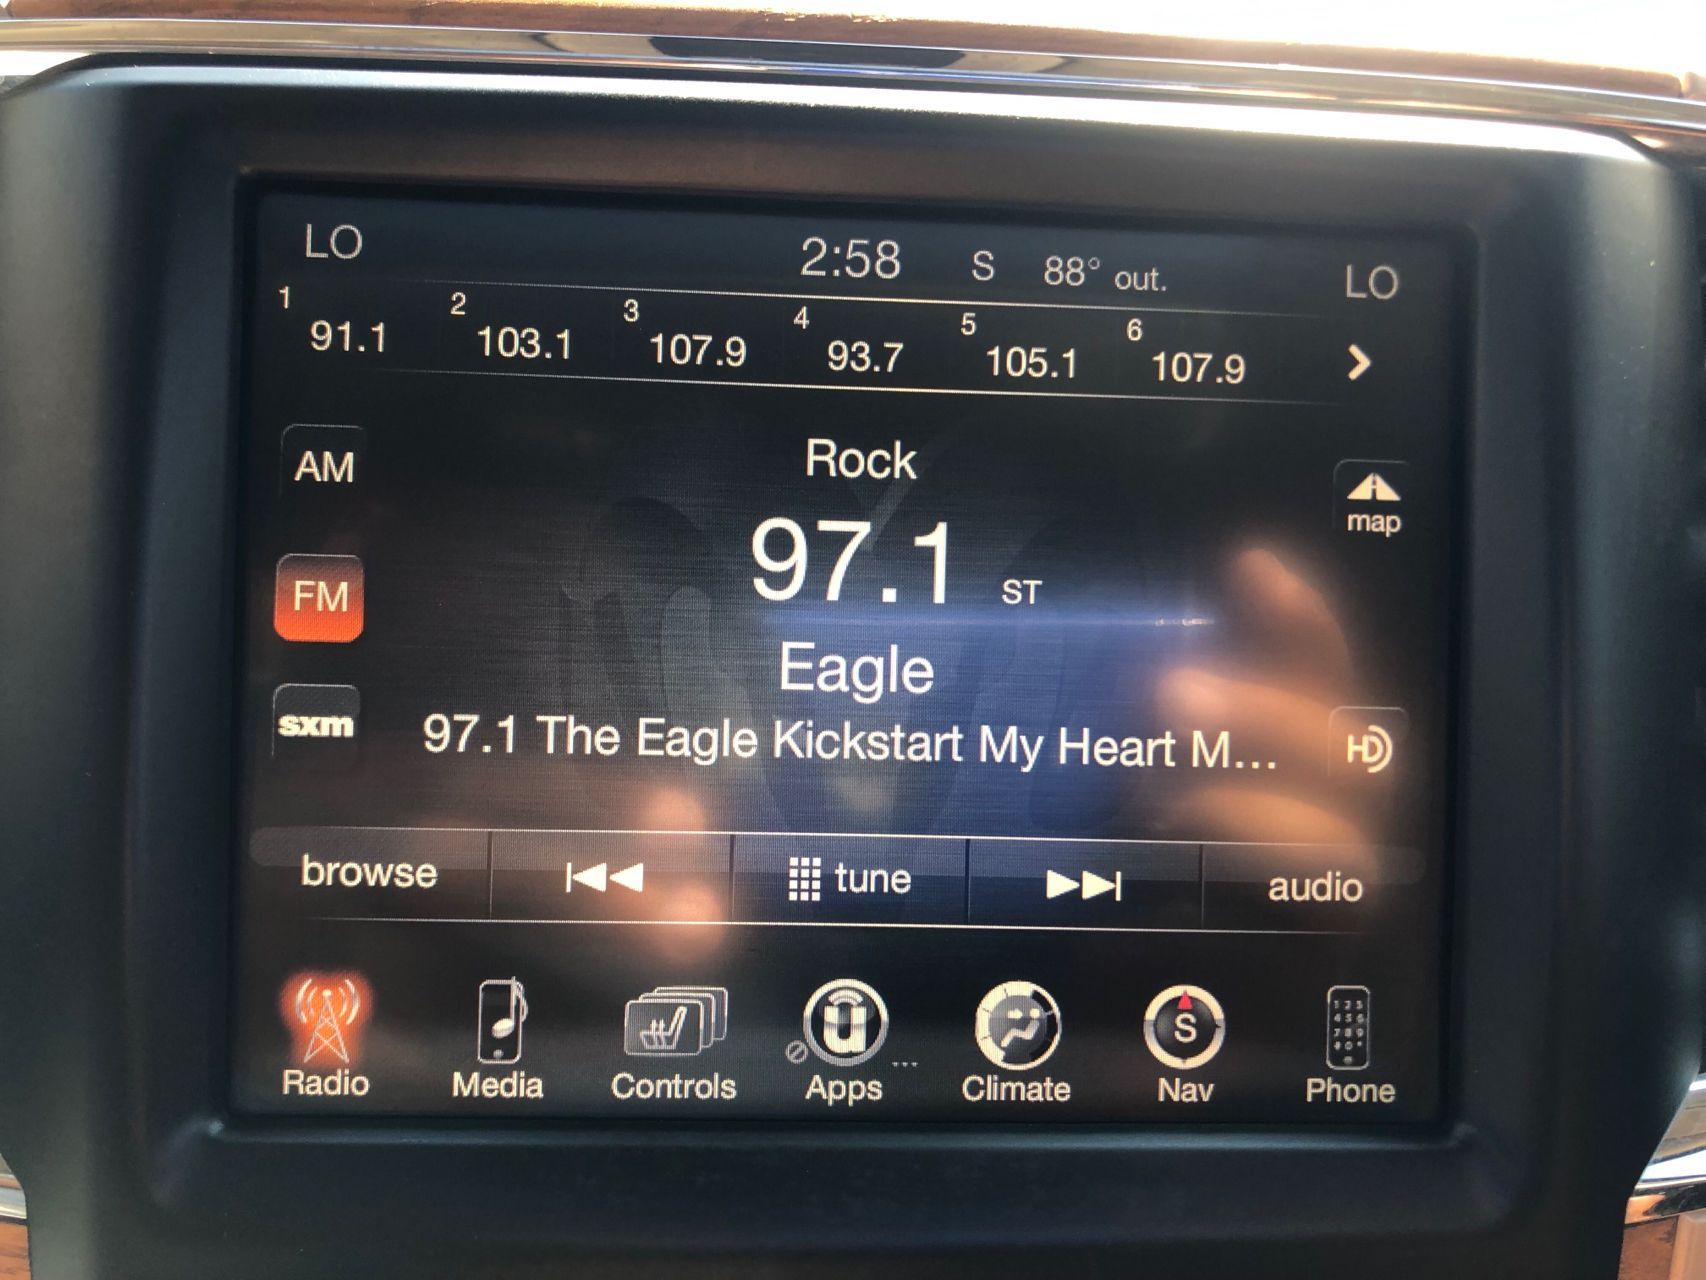 LO 2:58 S 88° out. LO
1 91.1 2 103.1 3 107.9 4 93.7 5 105.1 6 107.9
AM
Rock
map
97.1 ST
FM
Eagle
sxm
97.1 The Eagle Kickstart My Heart M...
HD
browse tune audio
S
Radio Media Controls Apps Climate Nav Phone